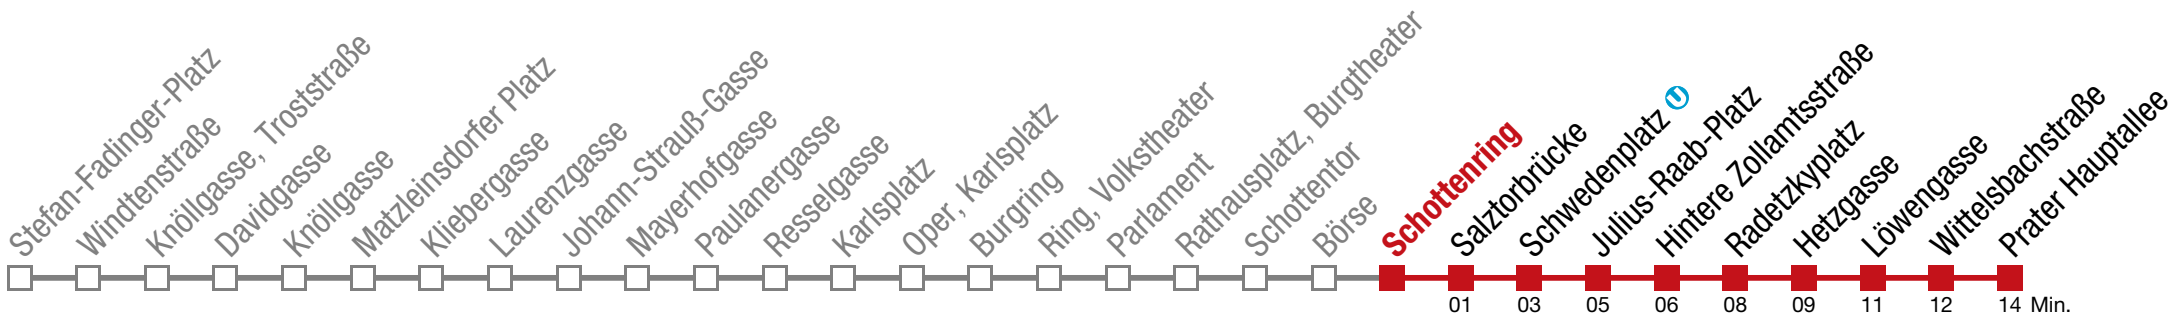 Stefan-Fadinger-Platz
Windtenstraße
Knöllgasse, Troststraße
Davidgasse
Knöllgasse
Matzleinsdorfer Platz
Kliebergasse
Laurenzgasse
Johann-Strauß-Gasse
Mayerhofgasse
Paulanergasse
Resselgasse
Karlsplatz
Oper, Karlsplatz
Burgring
Ring, Volkstheater
Parlament
Rathausplatz, Burgtheater
Schottentor
Börse
Schottenring
Salztorbrücke
Schwedenplatz U
Julius-Raab-Platz
Hintere Zollamtsstraße
Radetzkyplatz
Hetzgasse
Löwengasse
Wittelsbachstraße
Prater Hauptallee
01 03 05 06 08 09 11 12 14 Min.